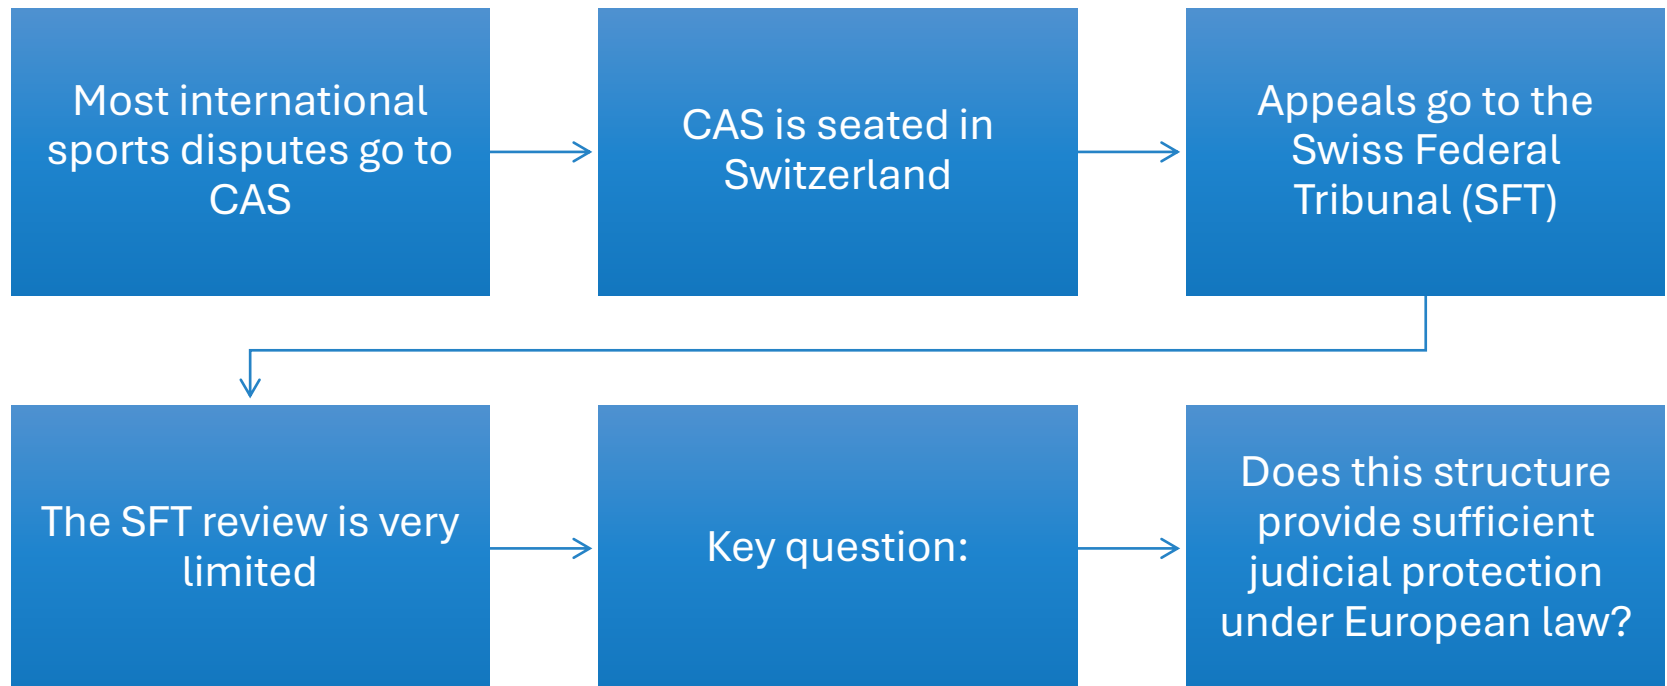 Most international
sports disputes go to
CAS
CAS is seated in
Switzerland
Appeals go to the
Swiss Federal
Tribunal (SFT)
The SFT review is very
limited
Key question:
Does this structure
provide sufficient
judicial protection
under European law?